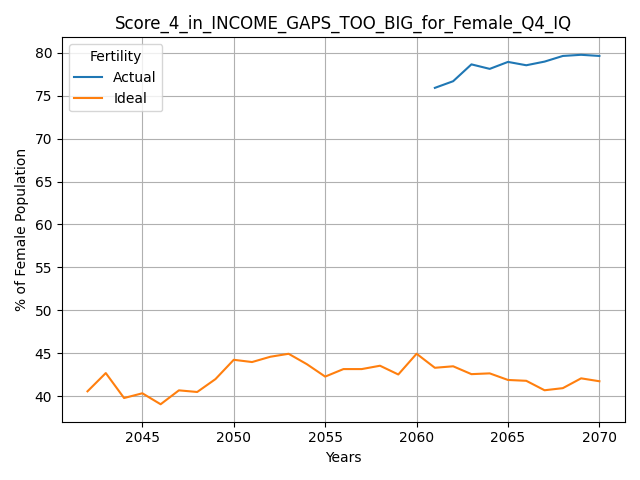 Score_4_in_INCOME_GAPS_TOO_BIG_for_Female_Q4_IQ
Fertility
Actual
Ideal
% of Female Population
80
75
70
65
60
55
50
45
40
2045 2050 2055 2060 2065 2070
Years